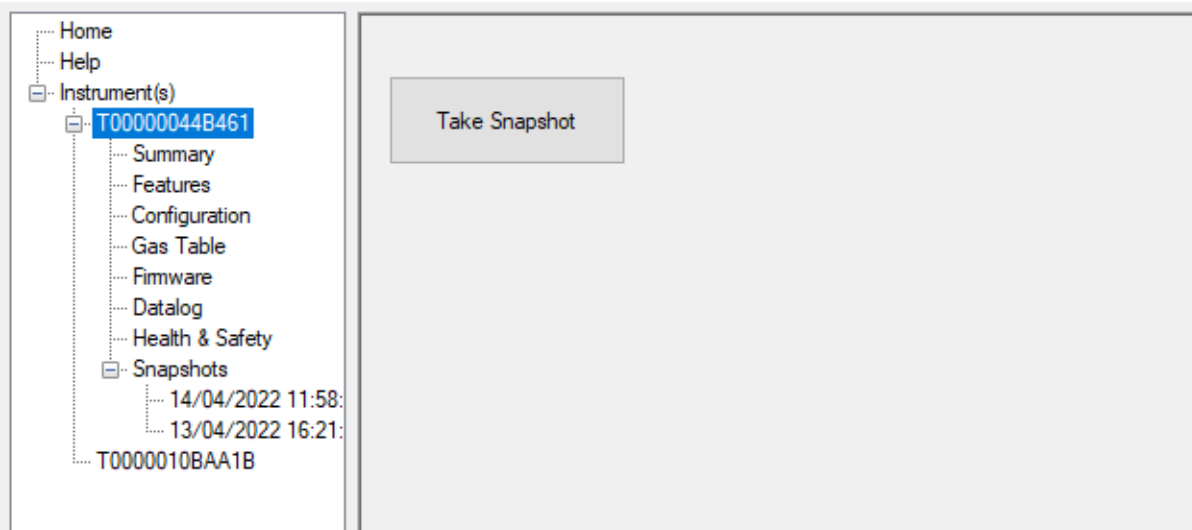 Home
Help
Instrument(s)
T00000044B461
Summary
Features
Configuration
Gas Table
Firmware
Datalog
Health & Safety
Snapshots
14/04/2022 11:58:
13/04/2022 16:21:
T0000010BAA1B
Take Snapshot